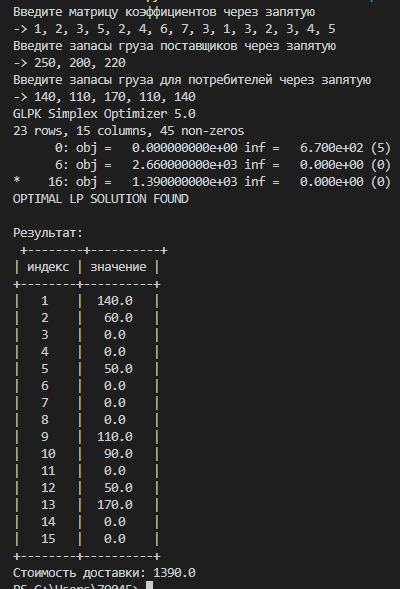 Введите матрицу коэффициентов через запятую
-> 1, 2, 3, 5, 2, 4, 6, 7, 3, 1, 3, 2, 3, 4, 5
Введите запасы груза поставщиков через запятую
-> 250, 200, 220
Введите запасы груза для потребителей через запятую
-> 140, 110, 170, 110, 140
GLPK Simplex Optimizer 5.0
23 rows, 15 columns, 45 non-zeros
      0: obj =   0.000000000e+00 inf =   6.700e+02 (5)
      6: obj =   2.660000000e+03 inf =   0.000e+00 (0)
*    16: obj =   1.390000000e+03 inf =   0.000e+00 (0)
OPTIMAL LP SOLUTION FOUND
Результат:
+--------+----------+
| индекс | значение |
+--------+----------+
|   1    |  140.0   |
|   2    |   60.0   |
|   3    |   0.0    |
|   4    |   0.0    |
|   5    |   50.0   |
|   6    |   0.0    |
|   7    |   0.0    |
|   8    |   0.0    |
|   9    |  110.0   |
|   10   |   90.0   |
|   11   |   0.0    |
|   12   |   50.0   |
|   13   |  170.0   |
|   14   |   0.0    |
|   15   |   0.0    |
+--------+----------+
Стоимость доставки: 1390.0
PS C:\Users\79045>